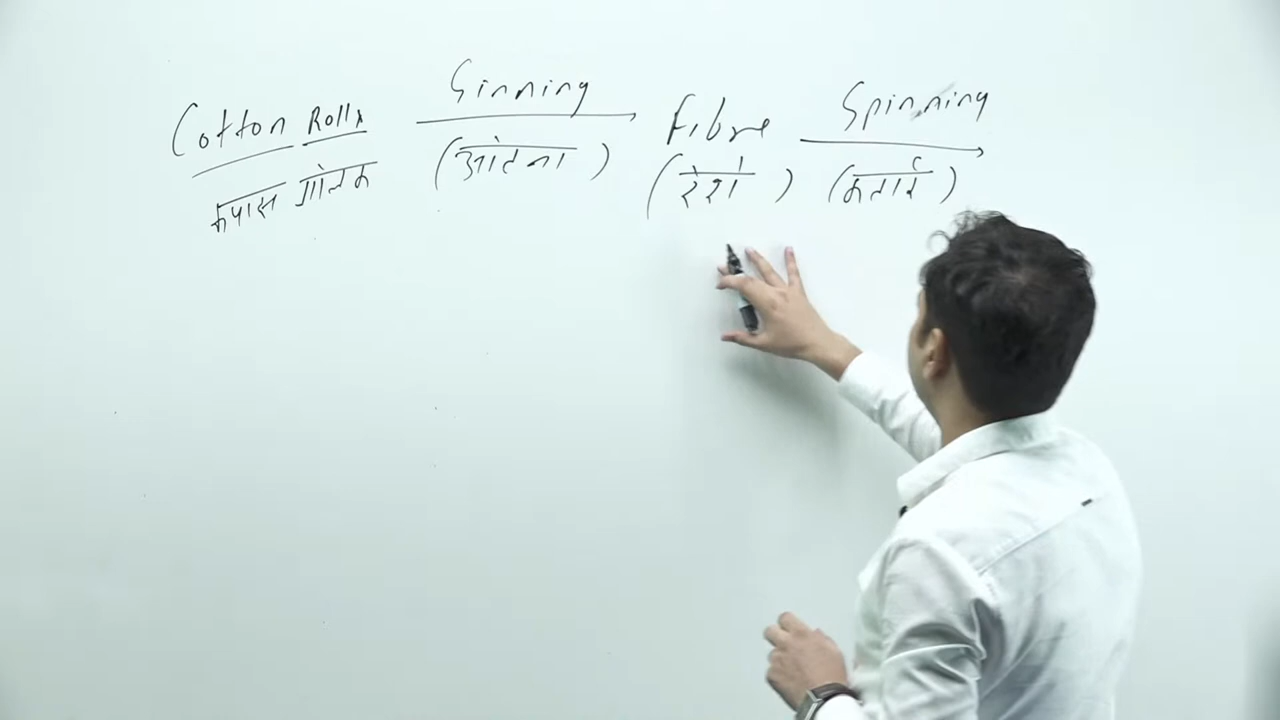 Cotton Rolls
कपास गोलक
Ginning
(ओटना)
Fibre
(रेशे)
Spinning
(कताई)